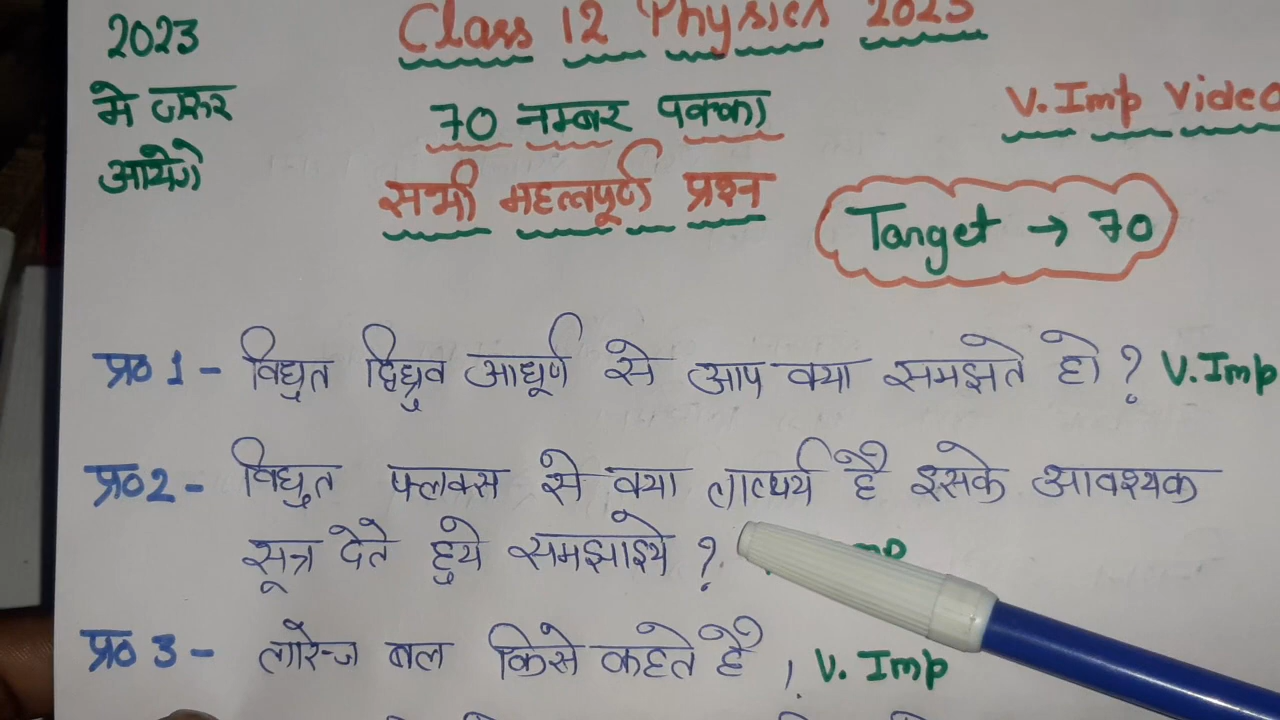 2023
Class 12 Physics 2023
मे जरूर
70 नम्बर पक्का
V. Imp Video
आयेगे
सभी महत्वपूर्ण प्रश्न
Target → 70
प्र० 1 - विधुत द्विध्रुव आधूर्ण से आप क्या समझते हो ? V. Imp
प्र० 2 - विधुत फ्लक्स से क्या तात्पर्य है इसके आवश्यक
सूत्र देते हुये समझाइये ?
प्र० 3 - लारेन्ज बल किसे कहते है , V. Imp